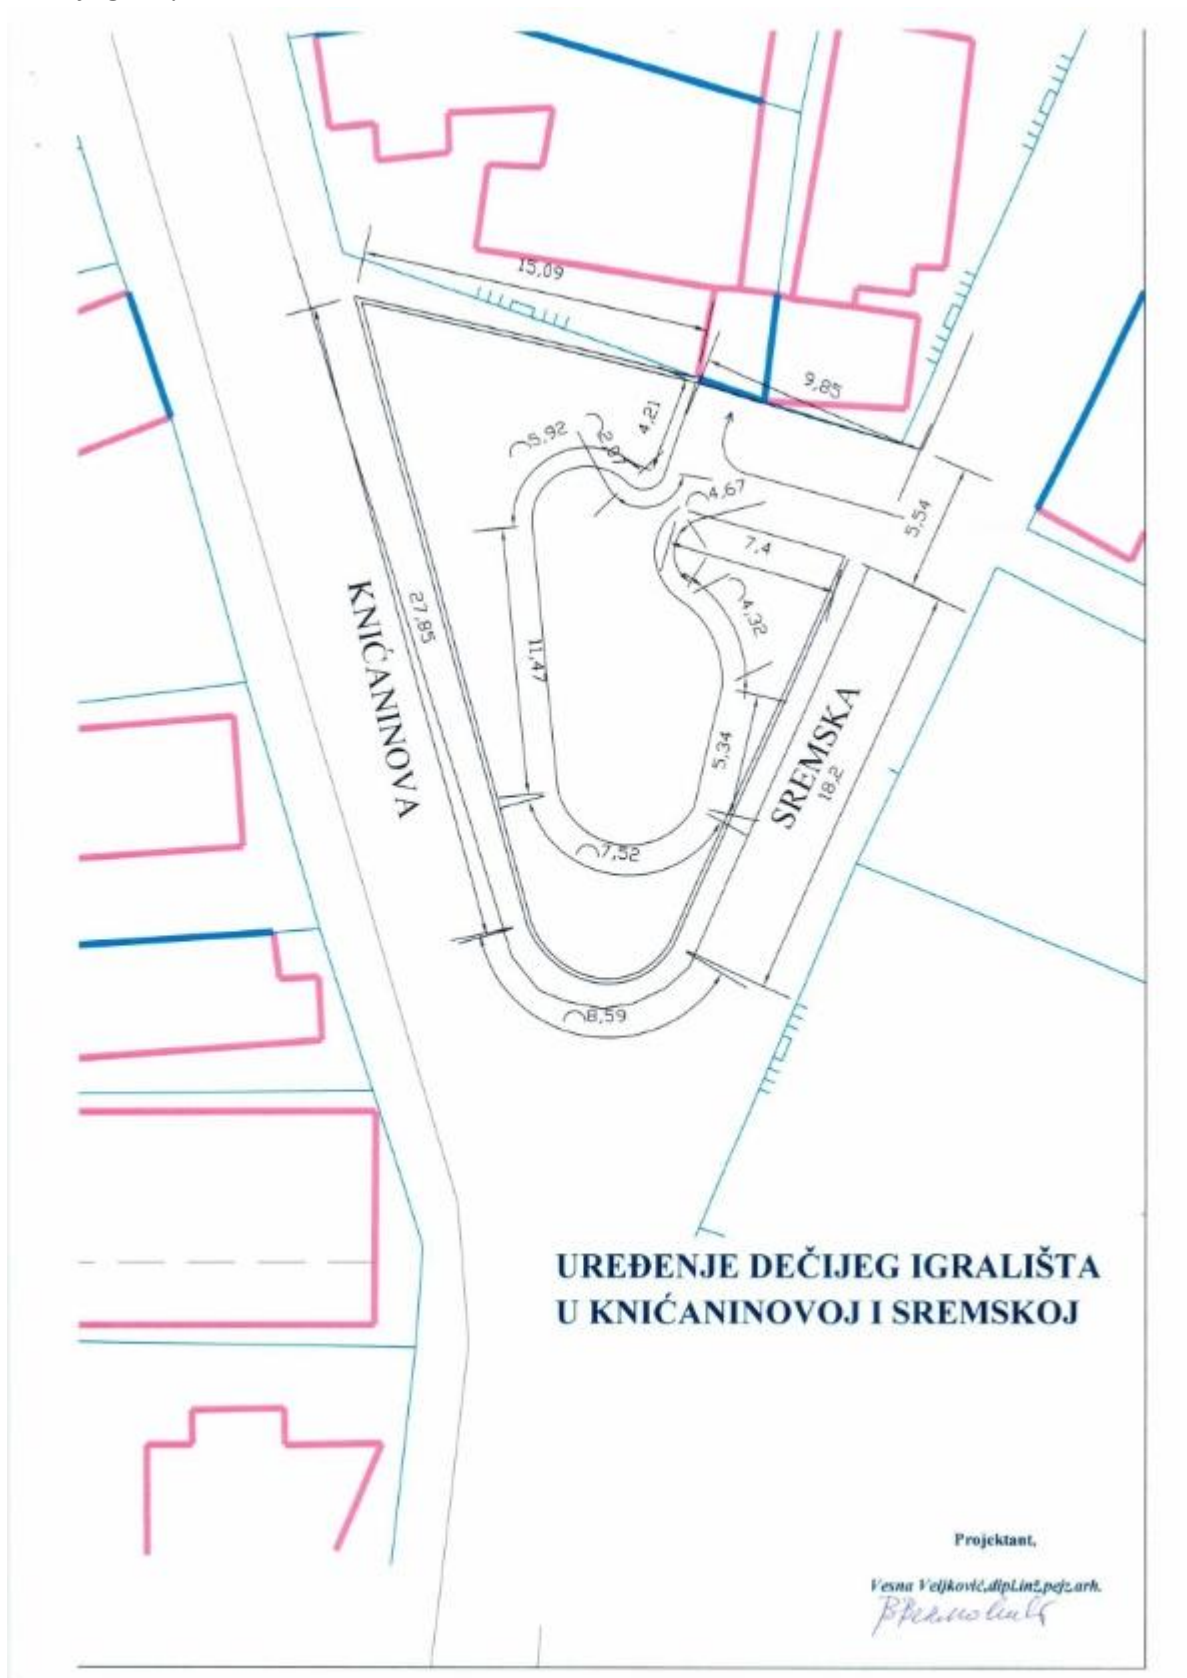 15,09
9,85
4,21
5,92
4,67
5,54
7,4
4,32
27,85
KNIĆANINOVA
11,47
5,34
SREMSKA
18,2
7,52
8,59
UREĐENJE DEČIJEG IGRALIŠTA
U KNIĆANINOVOJ I SREMSKOJ
Projektant,
Vesna Veljković,dipl.inž.pejz.arh.